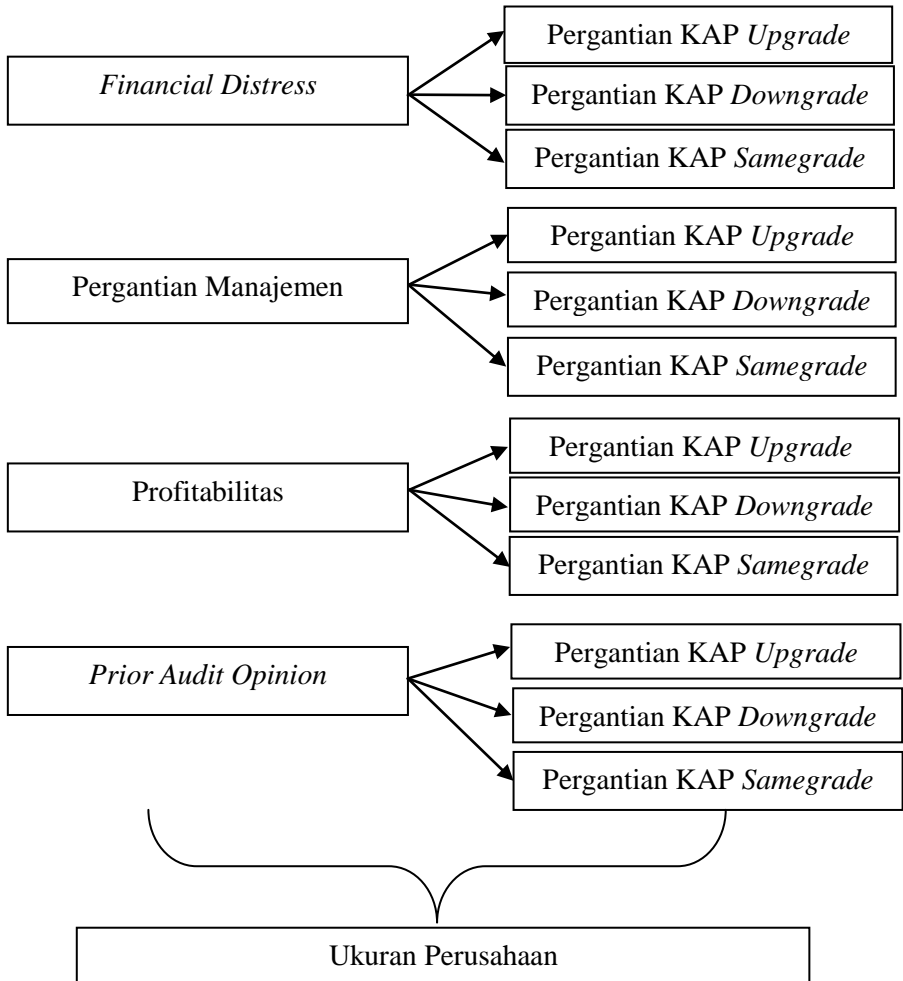 Financial Distress
Pergantian KAP Upgrade
Pergantian KAP Downgrade
Pergantian KAP Samegrade
Pergantian Manajemen
Pergantian KAP Upgrade
Pergantian KAP Downgrade
Pergantian KAP Samegrade
Profitabilitas
Pergantian KAP Upgrade
Pergantian KAP Downgrade
Pergantian KAP Samegrade
Prior Audit Opinion
Pergantian KAP Upgrade
Pergantian KAP Downgrade
Pergantian KAP Samegrade
Ukuran Perusahaan